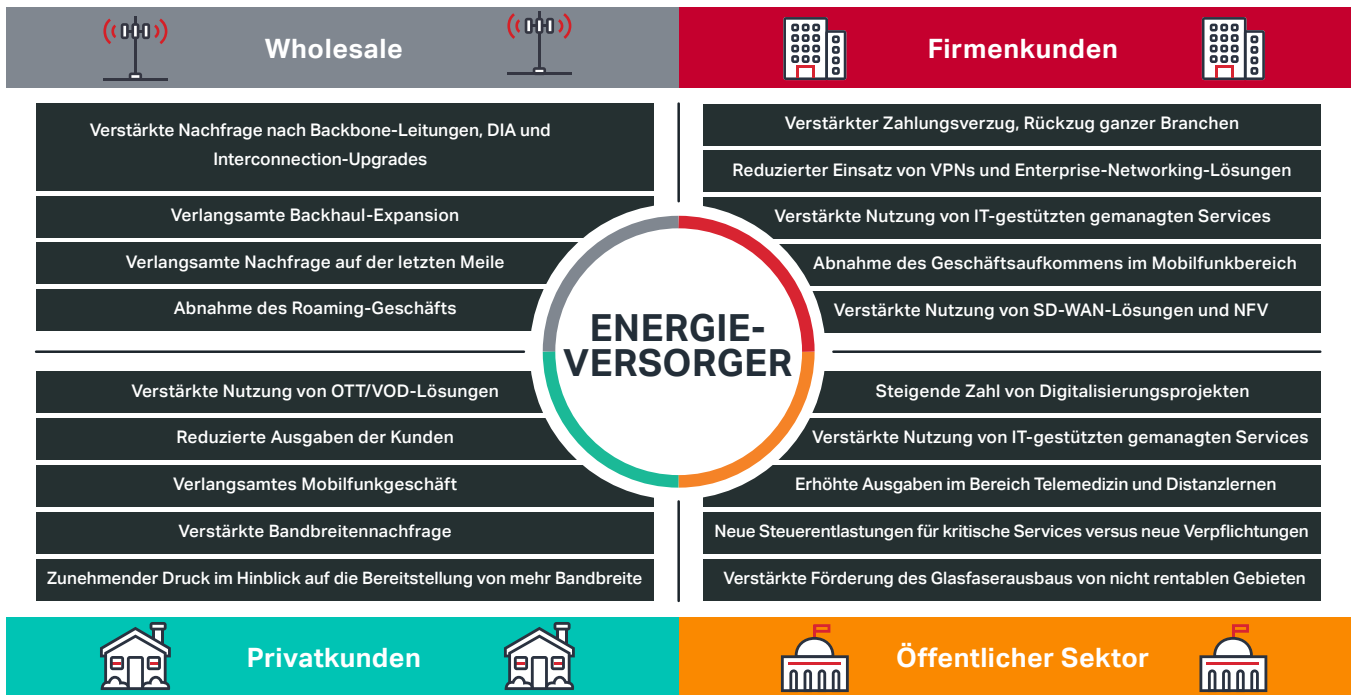 Wholesale
Firmenkunden
Verstärkte Nachfrage nach Backbone-Leitungen, DIA und
Interconnection-Upgrades
Verlangsamte Backhaul-Expansion
Verlangsamte Nachfrage auf der letzten Meile
Abnahme des Roaming-Geschäfts
Verstärkter Zahlungsverzug, Rückzug ganzer Branchen
Reduzierter Einsatz von VPNs und Enterprise-Networking-Lösungen
Verstärkte Nutzung von IT-gestützten gemanagten Services
Abnahme des Geschäftsaufkommens im Mobilfunkbereich
Verstärkte Nutzung von SD-WAN-Lösungen und NFV
ENERGIE-
VERSORGER
Verstärkte Nutzung von OTT/VOD-Lösungen
Reduzierte Ausgaben der Kunden
Verlangsamtes Mobilfunkgeschäft
Verstärkte Bandbreitennachfrage
Zunehmender Druck im Hinblick auf die Bereitstellung von mehr Bandbreite
Steigende Zahl von Digitalisierungsprojekten
Verstärkte Nutzung von IT-gestützten gemanagten Services
Erhöhte Ausgaben im Bereich Telemedizin und Distanzlernen
Neue Steuerentlastungen für kritische Services versus neue Verpflichtungen
Verstärkte Förderung des Glasfaserausbaus von nicht rentablen Gebieten
Privatkunden
Öffentlicher Sektor